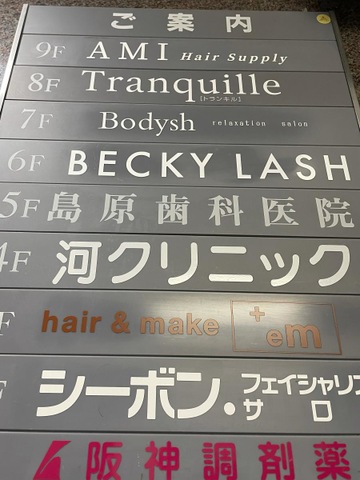 ご案内
9F AMI Hair Supply
8F Tranquille
[トランキル]
7F Bodysh relaxation salon
6F BECKY LASH
5F 島原歯科医院
4F 河クリニック
F hair & make +em
F シーボン・フェイシャリス
サロ
阪神調剤薬